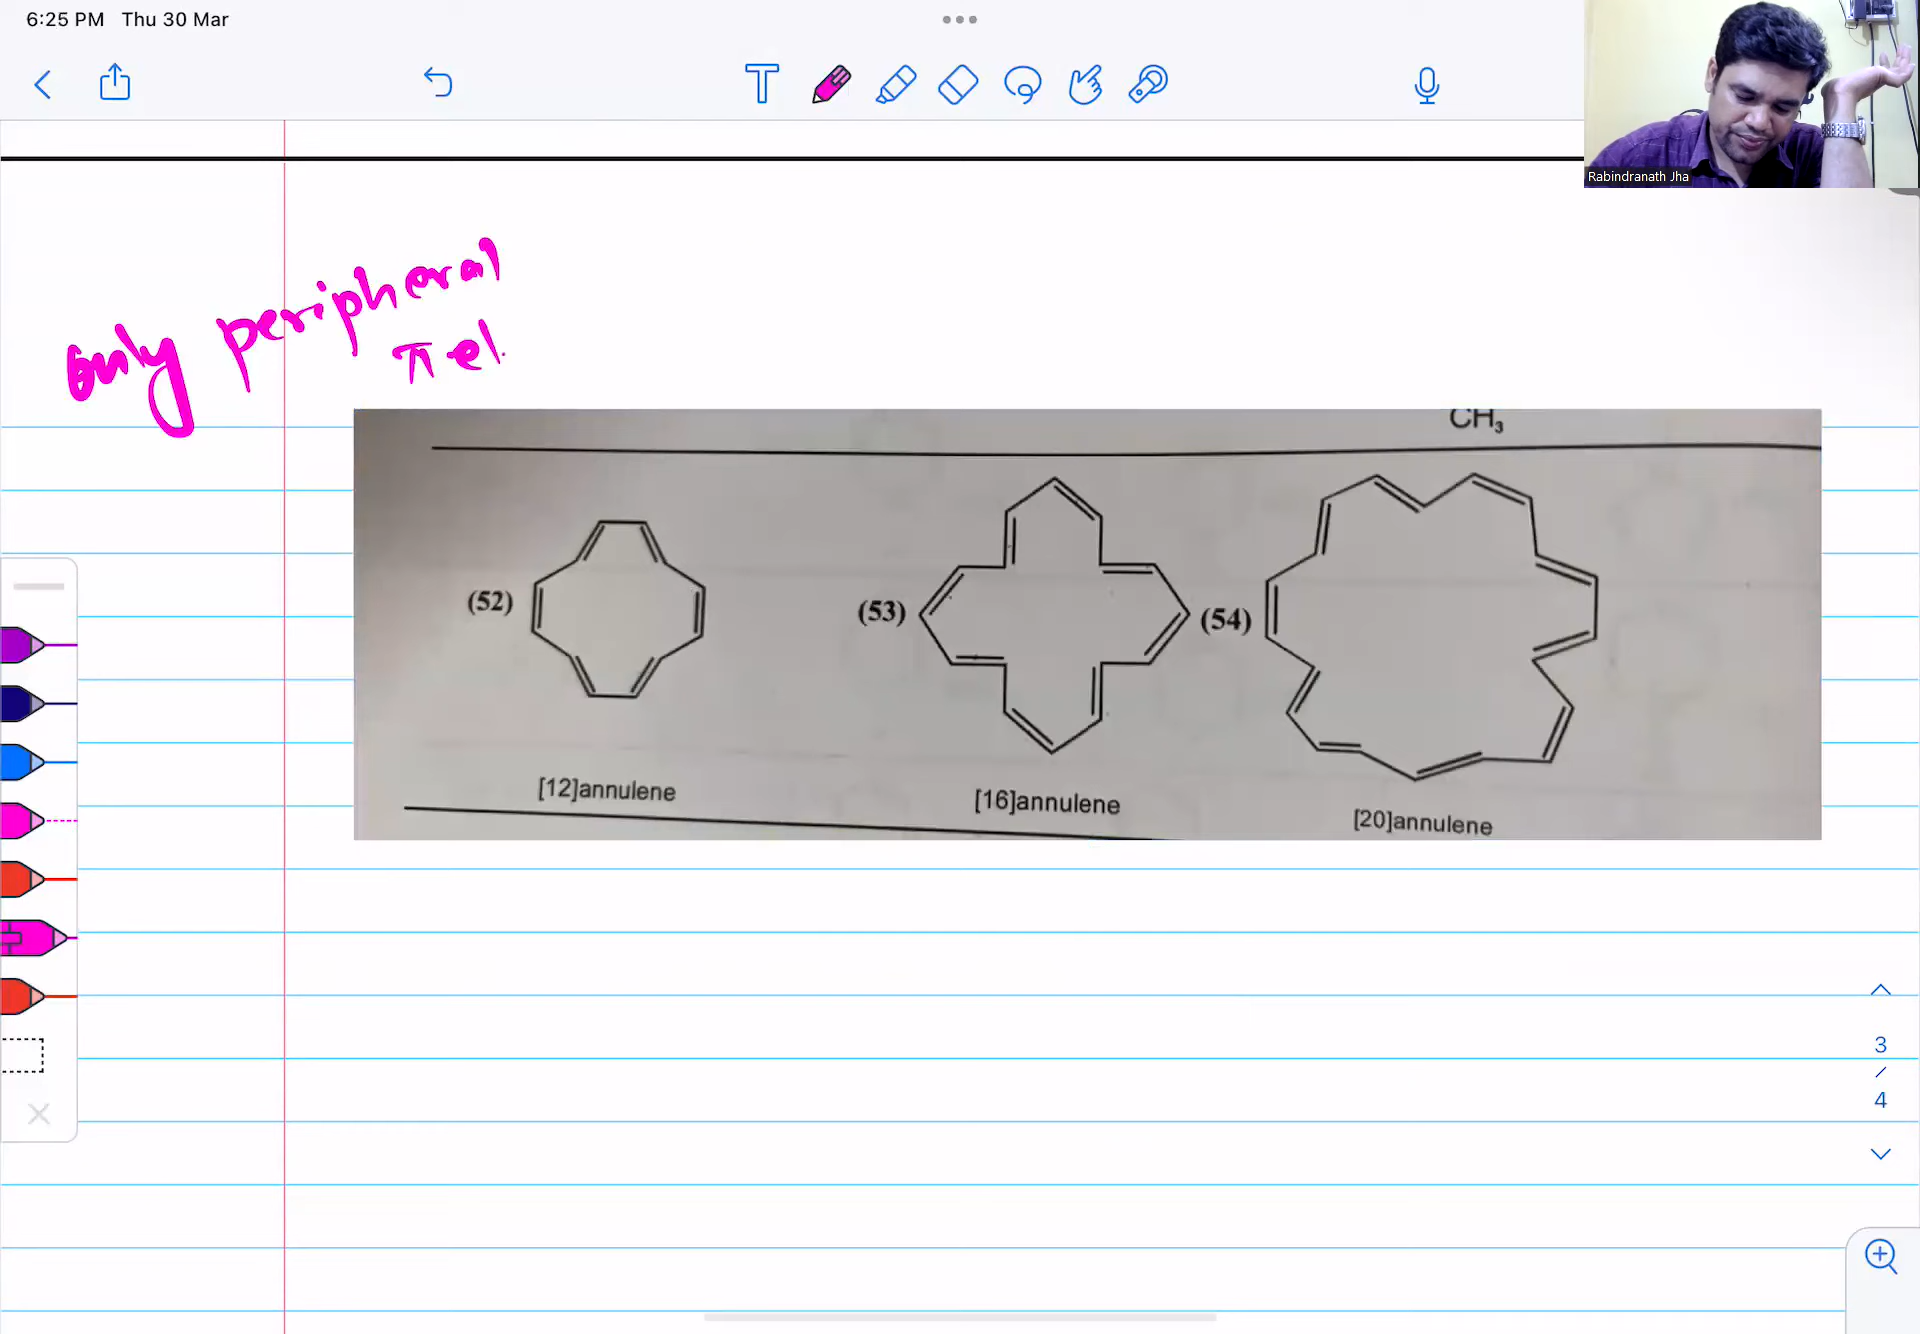 6:25 PM Thu 30 Mar
Rabindranath Jha
only peripheral
π el.
CH₃
(52)
(53)
(54)
[12]annulene
[16]annulene
[20]annulene
3
/
4